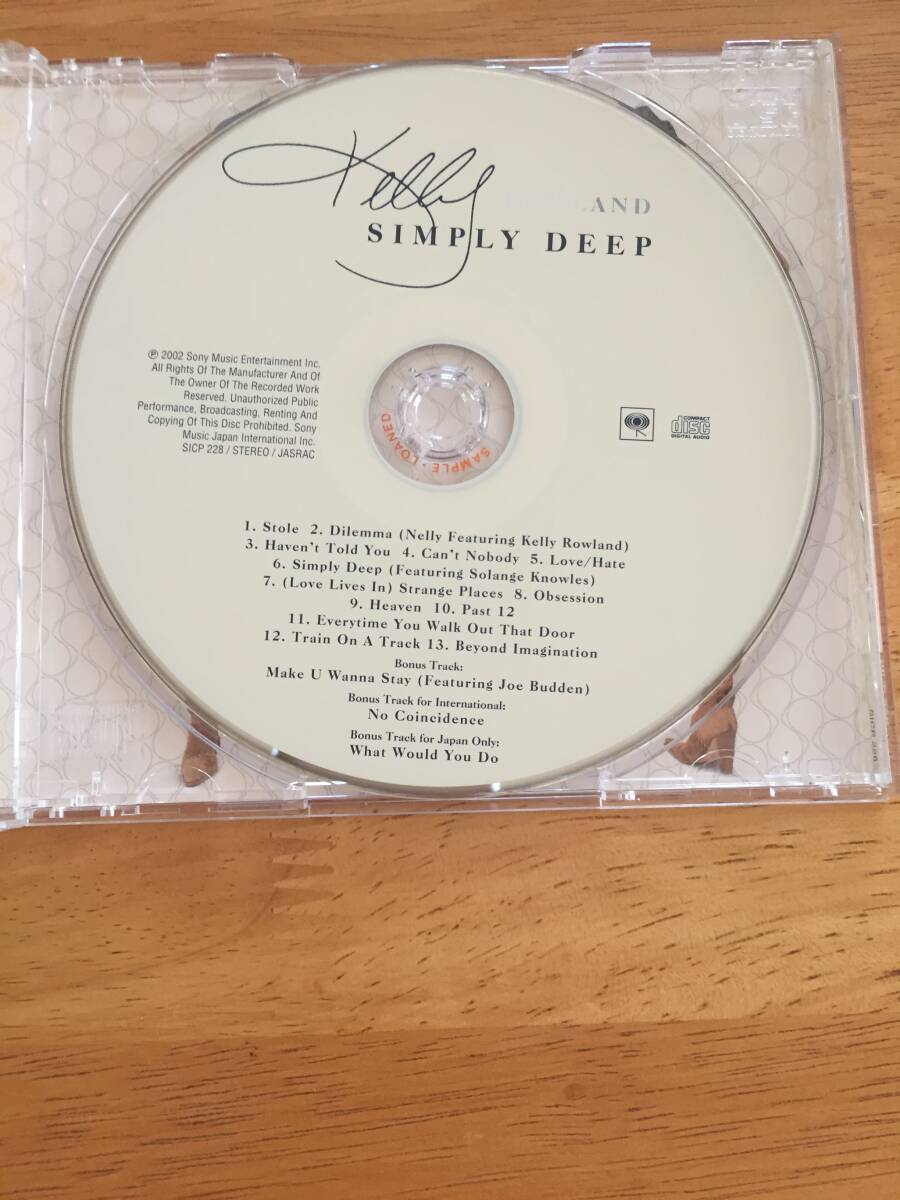 Kelly
AND
SIMPLY DEEP
℗ 2002 Sony Music Entertainment Inc.
All Rights Of The Manufacturer And Of
The Owner Of The Recorded Work
Reserved. Unauthorized Public
Performance, Broadcasting, Renting And
Copying Of This Disc Prohibited. Sony
Music Japan International Inc.
SICP 228 / STEREO / JASRAC
SAMPLE · LOANED
COMPACT
disc
DIGITAL AUDIO
1. Stole 2. Dilemma (Nelly Featuring Kelly Rowland)
3. Haven't Told You 4. Can't Nobody 5. Love/Hate
6. Simply Deep (Featuring Solange Knowles)
7. (Love Lives In) Strange Places 8. Obsession
9. Heaven 10. Past 12
11. Everytime You Walk Out That Door
12. Train On A Track 13. Beyond Imagination
Bonus Track:
Make U Wanna Stay (Featuring Joe Budden)
Bonus Track for International:
No Coincidence
Bonus Track for Japan Only:
What Would You Do